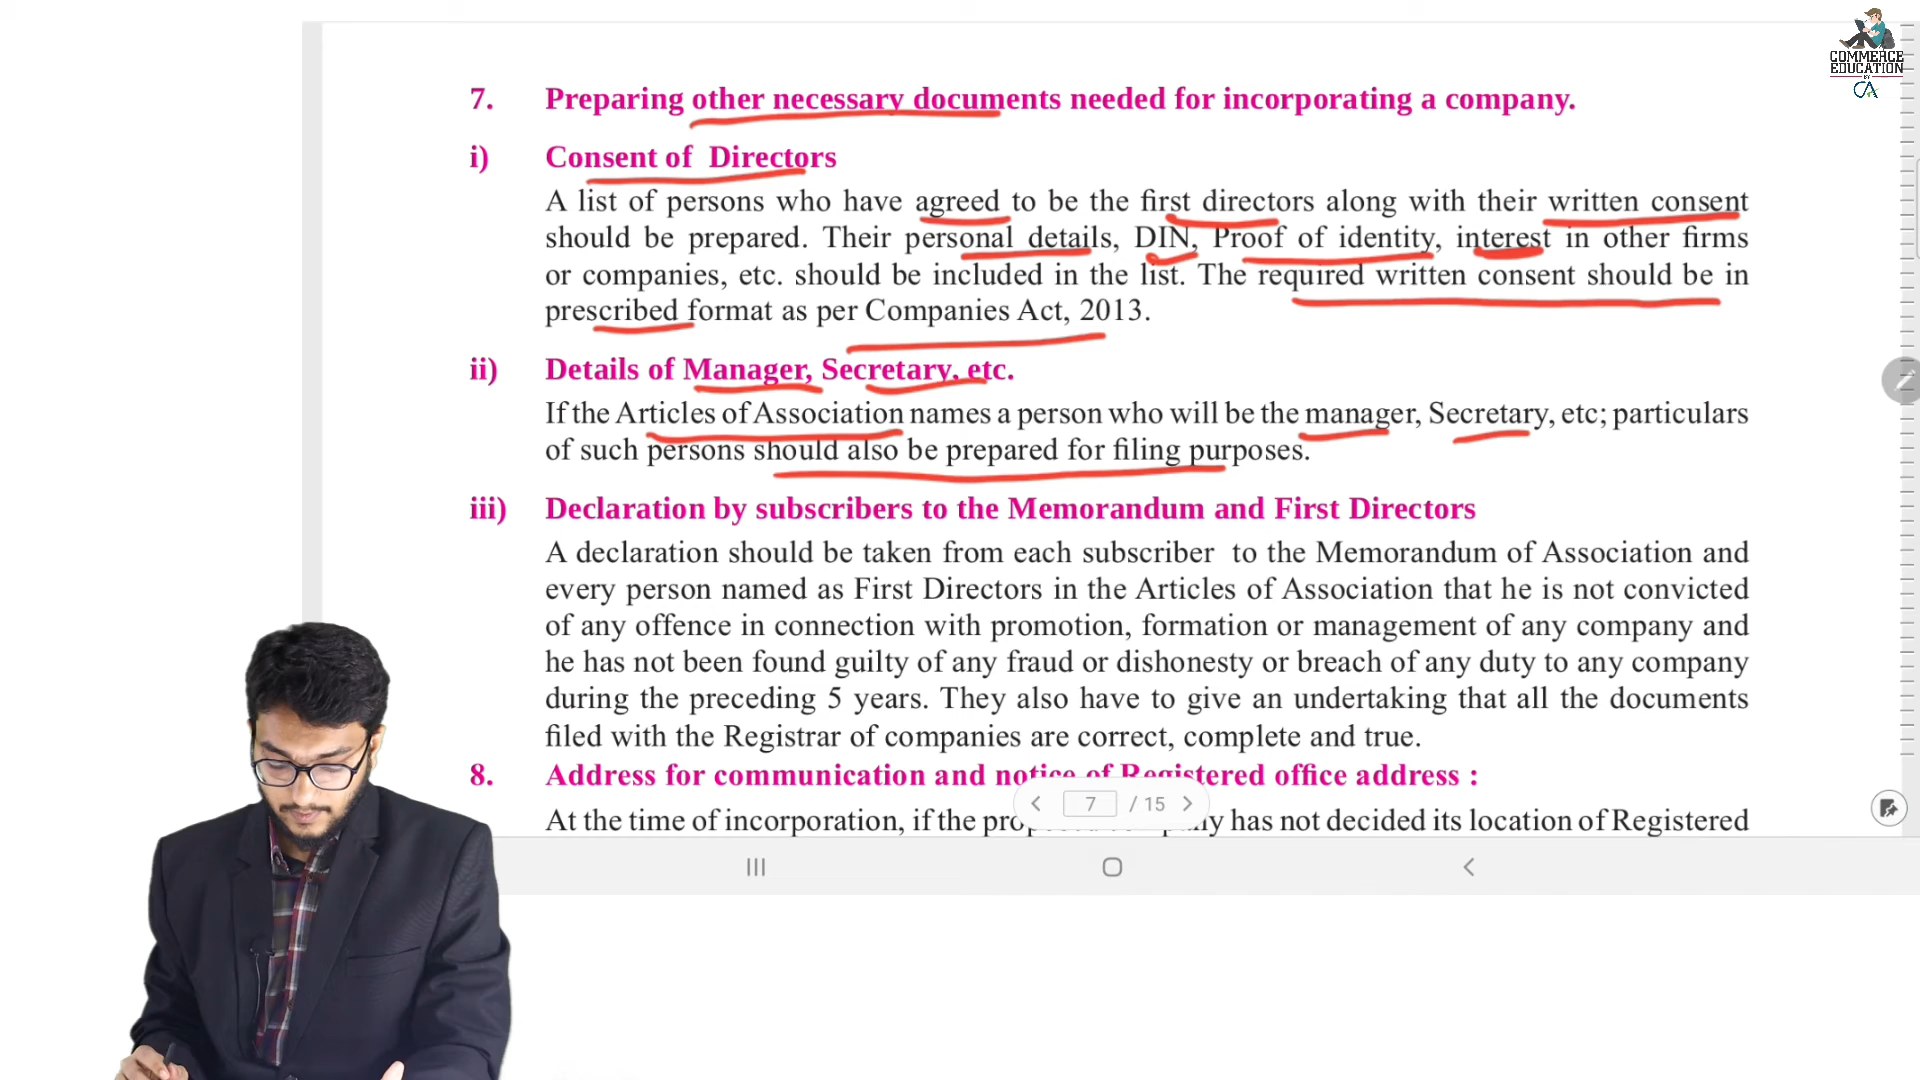 COMMERCE
EDUCATION
BY
CA
7. Preparing other necessary documents needed for incorporating a company.
i) Consent of Directors
A list of persons who have agreed to be the first directors along with their written consent
should be prepared. Their personal details, DIN, Proof of identity, interest in other firms
or companies, etc. should be included in the list. The required written consent should be in
prescribed format as per Companies Act, 2013.
ii) Details of Manager, Secretary, etc.
If the Articles of Association names a person who will be the manager, Secretary, etc; particulars
of such persons should also be prepared for filing purposes.
iii) Declaration by subscribers to the Memorandum and First Directors
A declaration should be taken from each subscriber to the Memorandum of Association and
every person named as First Directors in the Articles of Association that he is not convicted
of any offence in connection with promotion, formation or management of any company and
he has not been found guilty of any fraud or dishonesty or breach of any duty to any company
during the preceding 5 years. They also have to give an undertaking that all the documents
filed with the Registrar of companies are correct, complete and true.
8. Address for communication and notice of Registered office address :
7 / 15
At the time of incorporation, if the has not decided its location of Registered